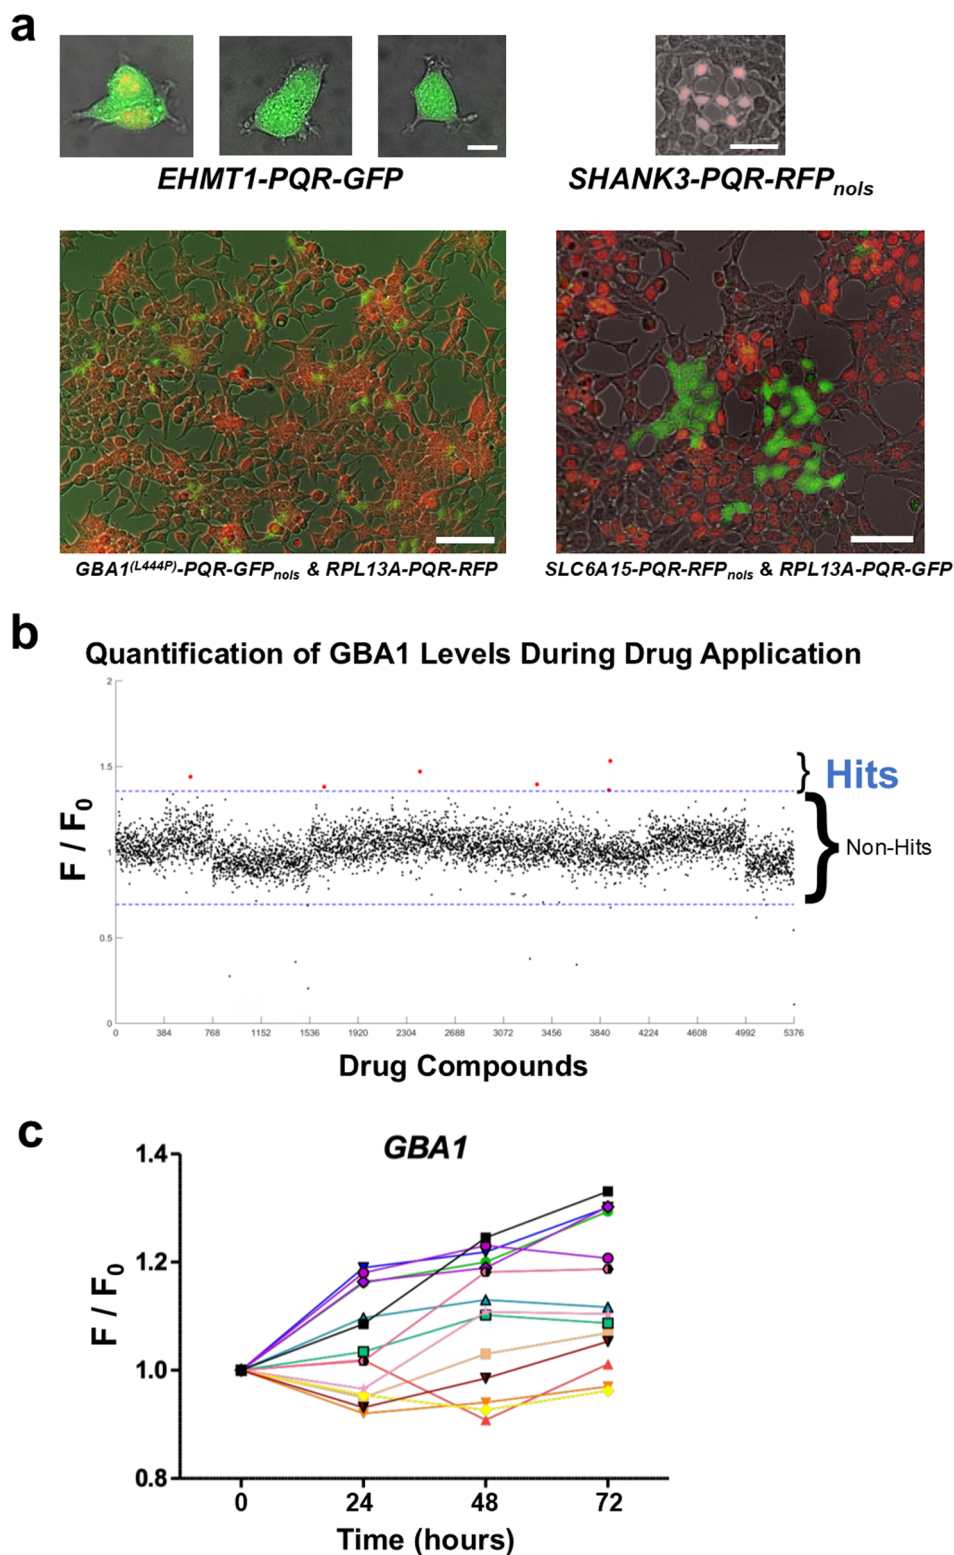 a
EHMT1-PQR-GFP
SHANK3-PQR-RFPnols
GBA1(L444P)-PQR-GFPnols & RPL13A-PQR-RFP
SLC6A15-PQR-RFPnols & RPL13A-PQR-GFP
b
Quantification of GBA1 Levels During Drug Application
2
1.5
1
0.5
0
F / F0
} Hits
} Non-Hits
0 384 768 1152 1536 1920 2304 2688 3072 3456 3840 4224 4608 4992 5376
Drug Compounds
c
GBA1
1.4
1.2
1.0
0.8
F / F0
0 24 48 72
Time (hours)